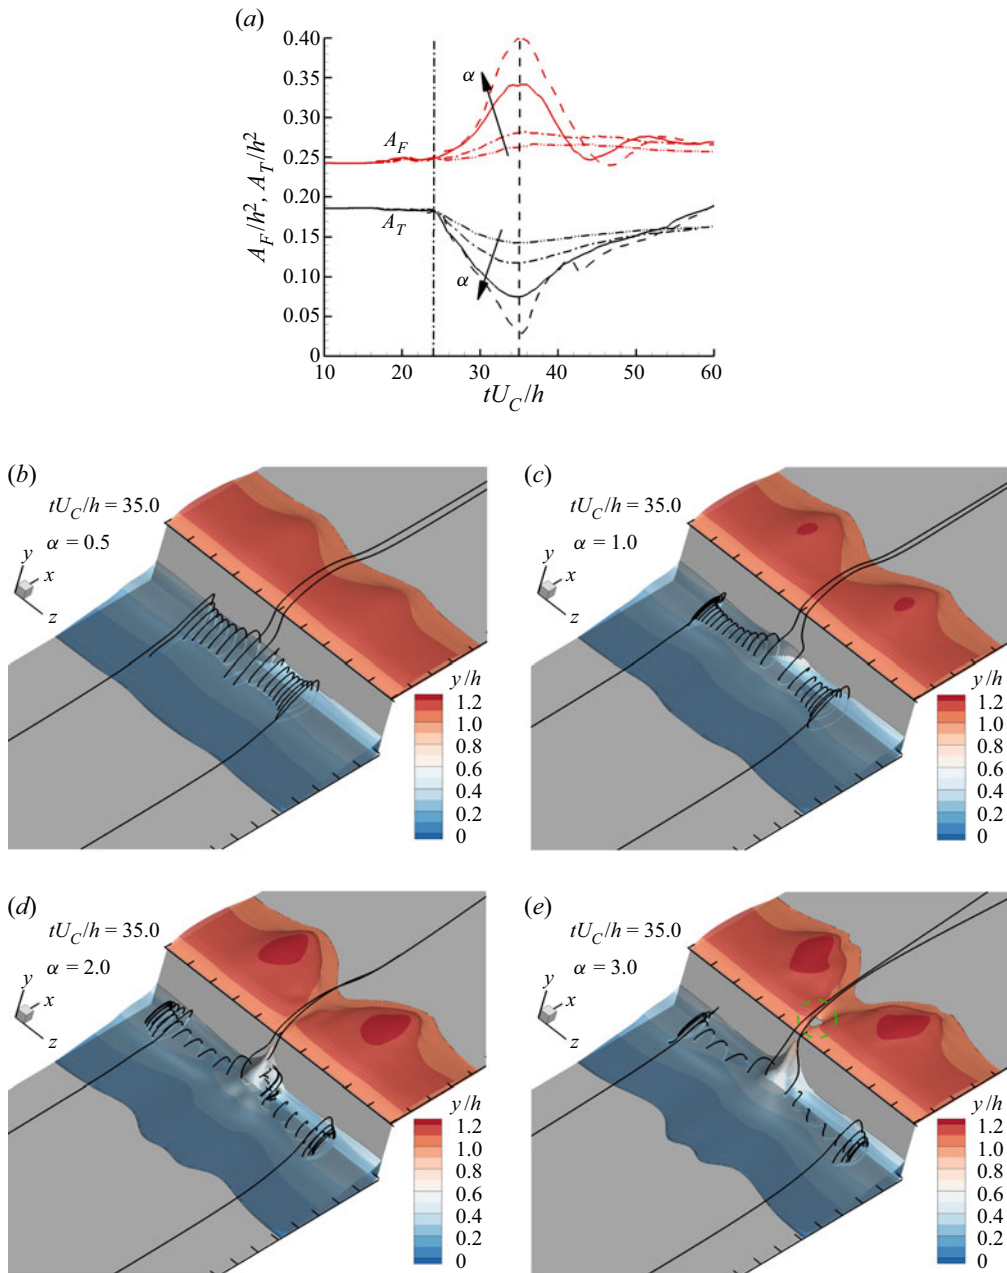 (a)
0.40
0.35
0.30
0.25
0.20
0.15
0.10
0.05
0
A_F/h², A_T/h²
α
A_F
A_T
α
10 20 30 40 50 60
tU_C/h
(b)
tU_C/h = 35.0
α = 0.5
y
x
z
y/h
1.2
1.0
0.8
0.6
0.4
0.2
0
(c)
tU_C/h = 35.0
α = 1.0
y
x
z
y/h
1.2
1.0
0.8
0.6
0.4
0.2
0
(d)
tU_C/h = 35.0
α = 2.0
y
x
z
y/h
1.2
1.0
0.8
0.6
0.4
0.2
0
(e)
tU_C/h = 35.0
α = 3.0
y
x
z
y/h
1.2
1.0
0.8
0.6
0.4
0.2
0